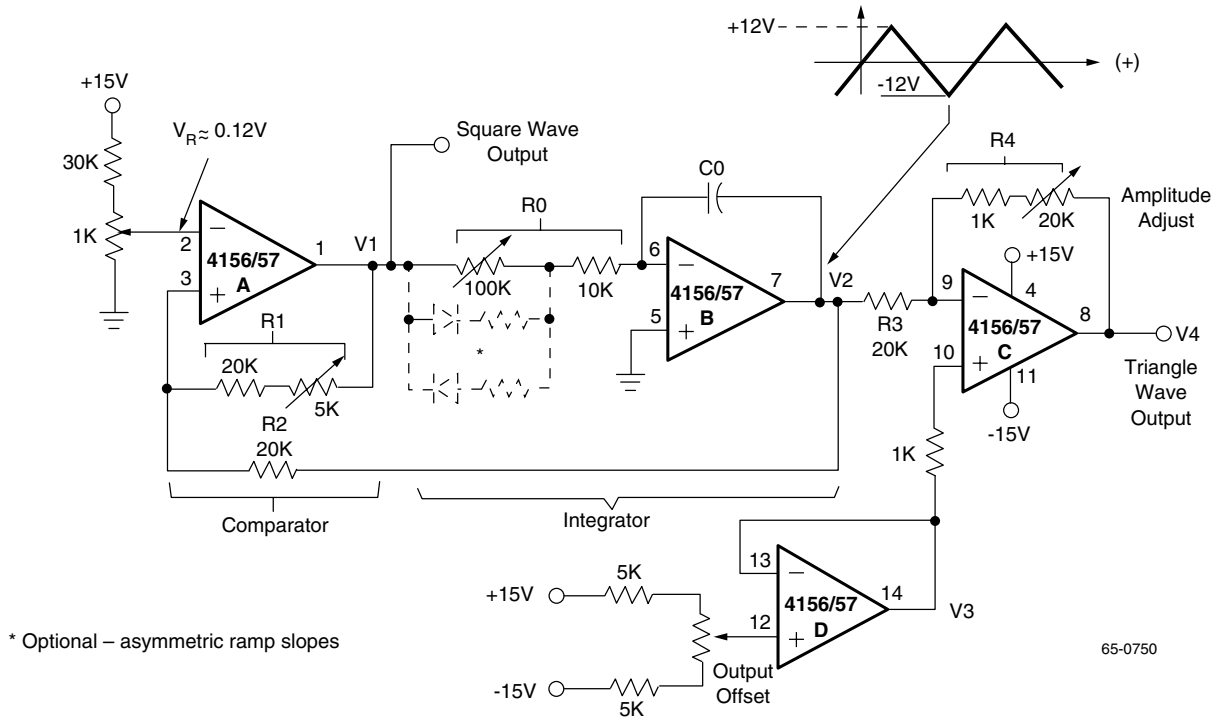 +12V
-12V
(+)
+15V
VR ≈ 0.12V
30K
1K
2
3
−
+
4156/57
A
1
V1
Square Wave
Output
R0
100K
10K
*
C0
6
5
−
+
4156/57
B
7
V2
R3
20K
R4
1K
20K
Amplitude
Adjust
+15V
4
9
10
−
+
4156/57
C
8
11
-15V
V4
Triangle
Wave
Output
R1
20K
5K
R2
20K
Comparator
Integrator
1K
13
12
−
+
4156/57
D
14
V3
+15V
5K
-15V
5K
Output
Offset
* Optional – asymmetric ramp slopes
65-0750